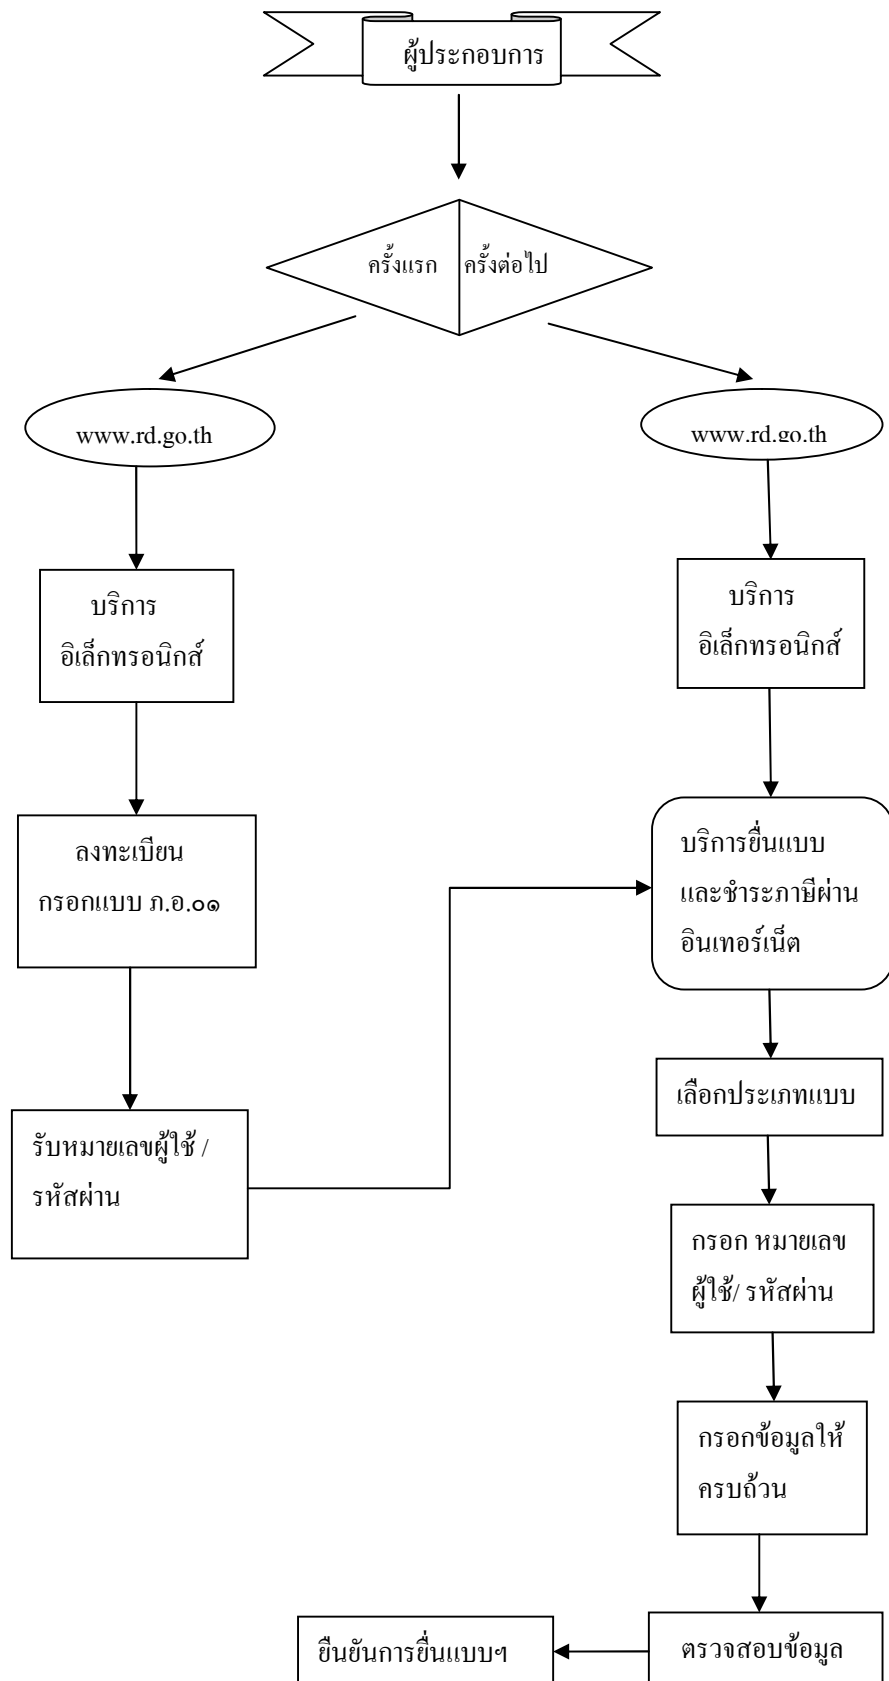 ผู้ประกอบการ
ครั้งแรก
ครั้งต่อไป
www.rd.go.th
www.rd.go.th
บริการ
อิเล็กทรอนิกส์
บริการ
อิเล็กทรอนิกส์
ลงทะเบียน
กรอกแบบ ภ.อ.๐๑
บริการยื่นแบบ
และชำระภาษีผ่าน
อินเทอร์เน็ต
เลือกประเภทแบบ
รับหมายเลขผู้ใช้ /
รหัสผ่าน
กรอก หมายเลข
ผู้ใช้/ รหัสผ่าน
กรอกข้อมูลให้
ครบถ้วน
ตรวจสอบข้อมูล
ยืนยันการยื่นแบบฯ